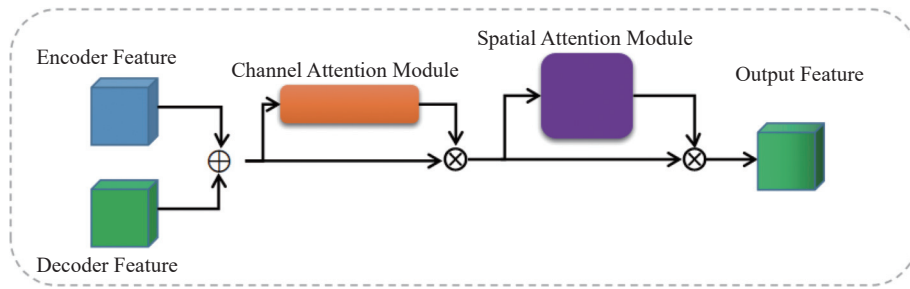 Encoder Feature
Channel Attention Module
Spatial Attention Module
Output Feature
Decoder Feature